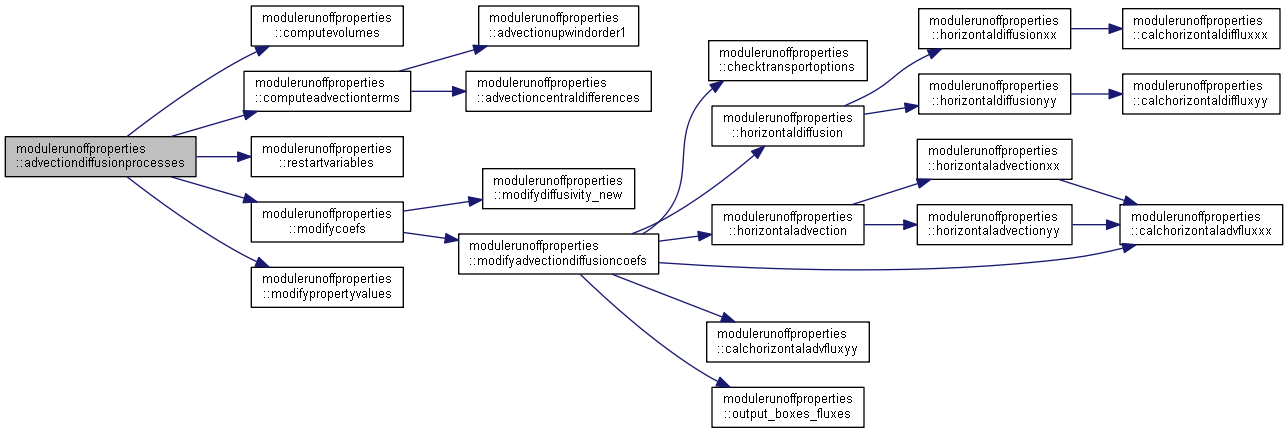 modulerunoffproperties
::advectiondiffusionprocesses
modulerunoffproperties
::computevolumes
modulerunoffproperties
::computeadvectionterms
modulerunoffproperties
::restartvariables
modulerunoffproperties
::modifycoefs
modulerunoffproperties
::modifypropertyvalues
modulerunoffproperties
::advectionupwindorder1
modulerunoffproperties
::advectioncentraldifferences
modulerunoffproperties
::modifydiffusivity_new
modulerunoffproperties
::modifyadvectiondiffusioncoefs
modulerunoffproperties
::checktransportoptions
modulerunoffproperties
::horizontaldiffusion
modulerunoffproperties
::horizontaladvection
modulerunoffproperties
::calchorizontaladvfluxyy
modulerunoffproperties
::output_boxes_fluxes
modulerunoffproperties
::horizontaldiffusionxx
modulerunoffproperties
::horizontaldiffusionyy
modulerunoffproperties
::horizontaladvectionxx
modulerunoffproperties
::horizontaladvectionyy
modulerunoffproperties
::calchorizontaldifluxxx
modulerunoffproperties
::calchorizontaldifluxyy
modulerunoffproperties
::calchorizontaladvfluxxx